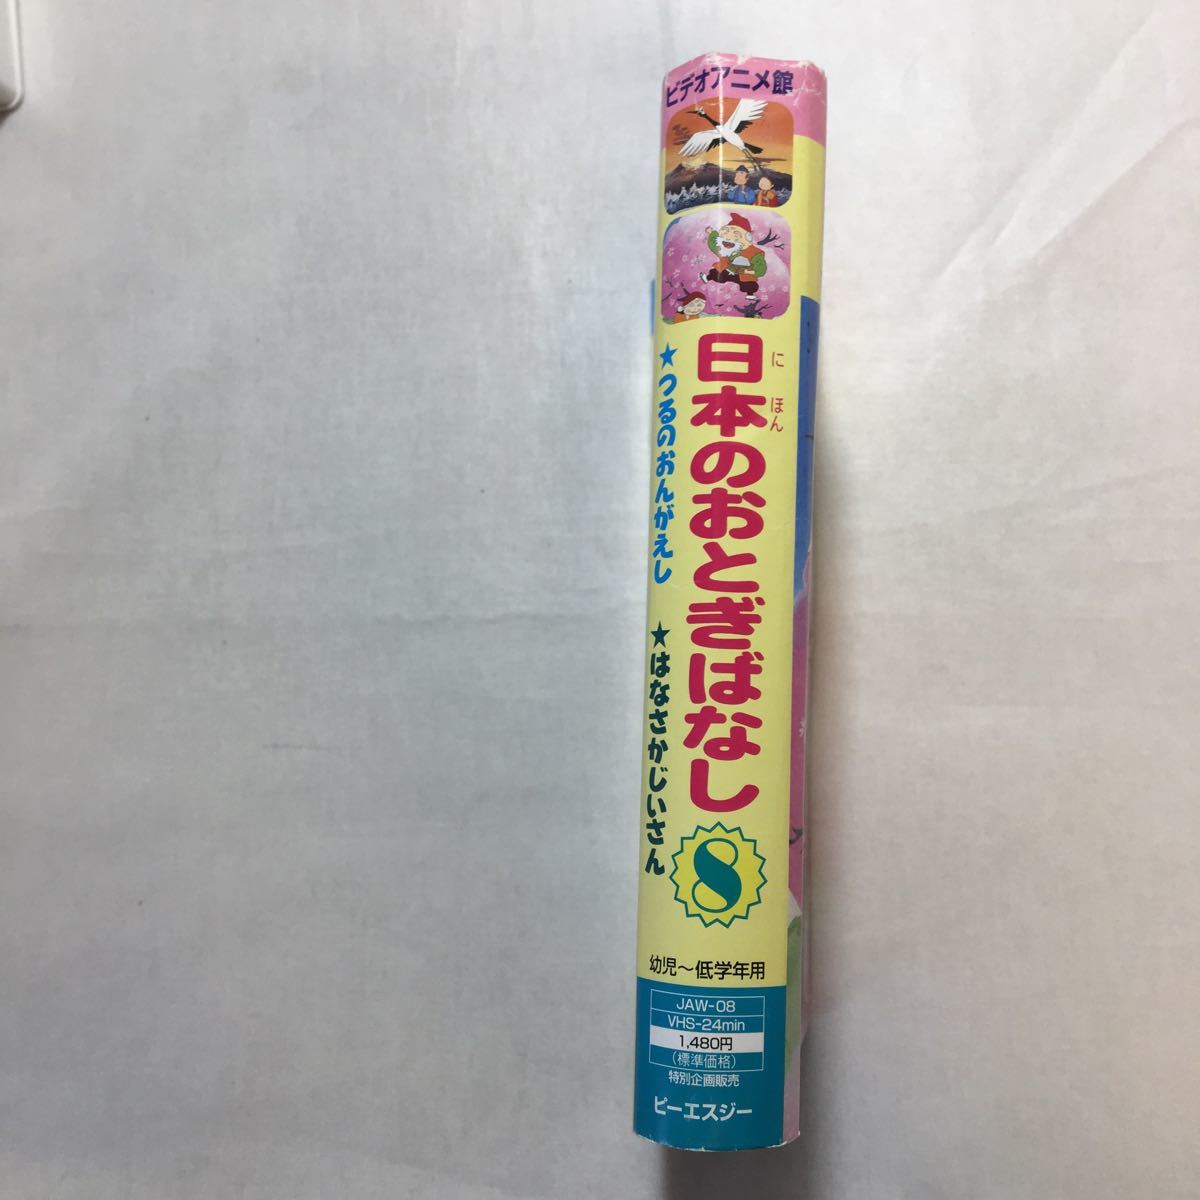 ビデオアニメ館
日本のおとぎばなし
に ほん
★つるのおんがえし ★はなさかじいさん
8
幼児～低学年用
JAW-08
VHS-24min
1,480円
(標準価格)
特別企画販売
ピーエスジー